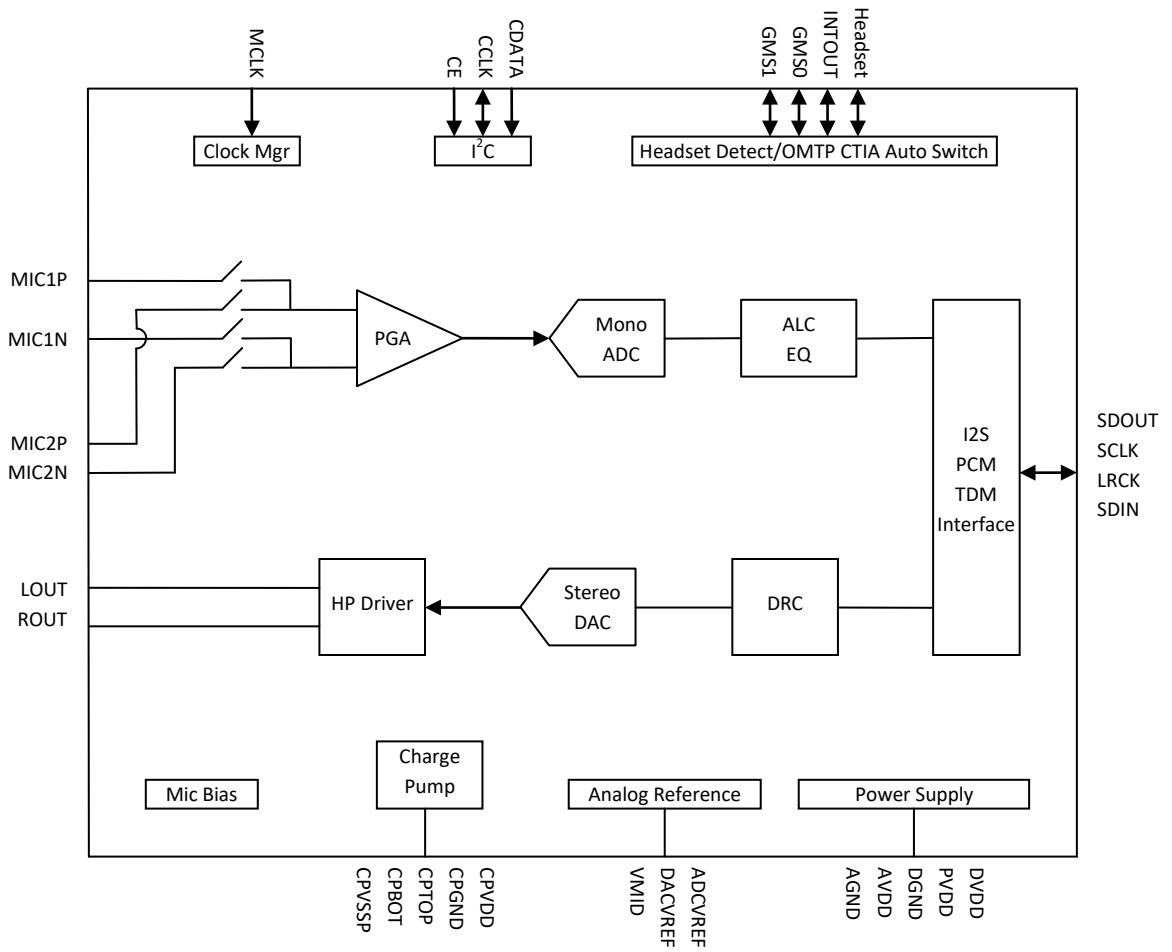 MCLK
CE
CCLK
CDATA
GMS1
GMS0
INTOUT
Headset
Clock Mgr
I²C
Headset Detect/OMTP CTIA Auto Switch
MIC1P
MIC1N
MIC2P
MIC2N
PGA
Mono
ADC
ALC
EQ
I2S
PCM
TDM
Interface
SDOUT
SCLK
LRCK
SDIN
LOUT
ROUT
HP Driver
Stereo
DAC
DRC
Mic Bias
Charge
Pump
Analog Reference
Power Supply
CPVSSP
CPBOT
CPTOP
CPGND
CPVDD
VMID
DACVREF
ADCVREF
AGND
AVDD
DGND
PVDD
DVDD